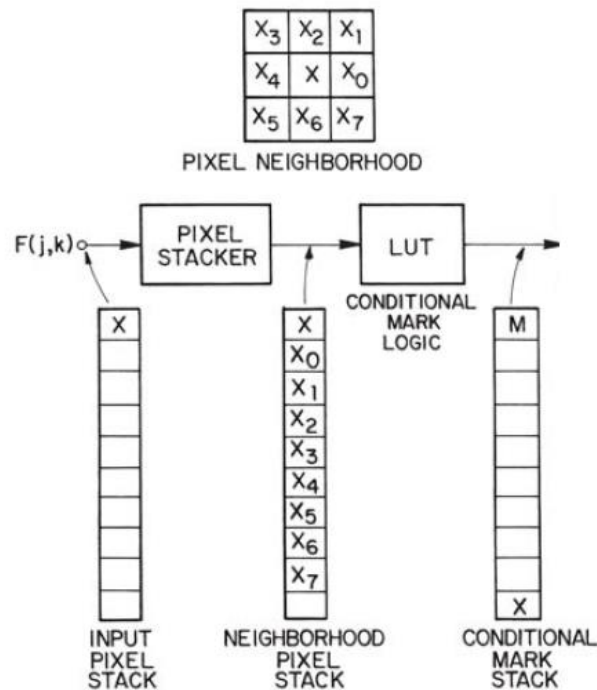 X₃ X₂ X₁
X₄ X X₀
X₅ X₆ X₇
PIXEL NEIGHBORHOOD
F(j,k)
PIXEL
STACKER
LUT
CONDITIONAL
MARK
LOGIC
X
X
X₀
X₁
X₂
X₃
X₄
X₅
X₆
X₇
M
X
INPUT
PIXEL
STACK
NEIGHBORHOOD
PIXEL
STACK
CONDITIONAL
MARK
STACK